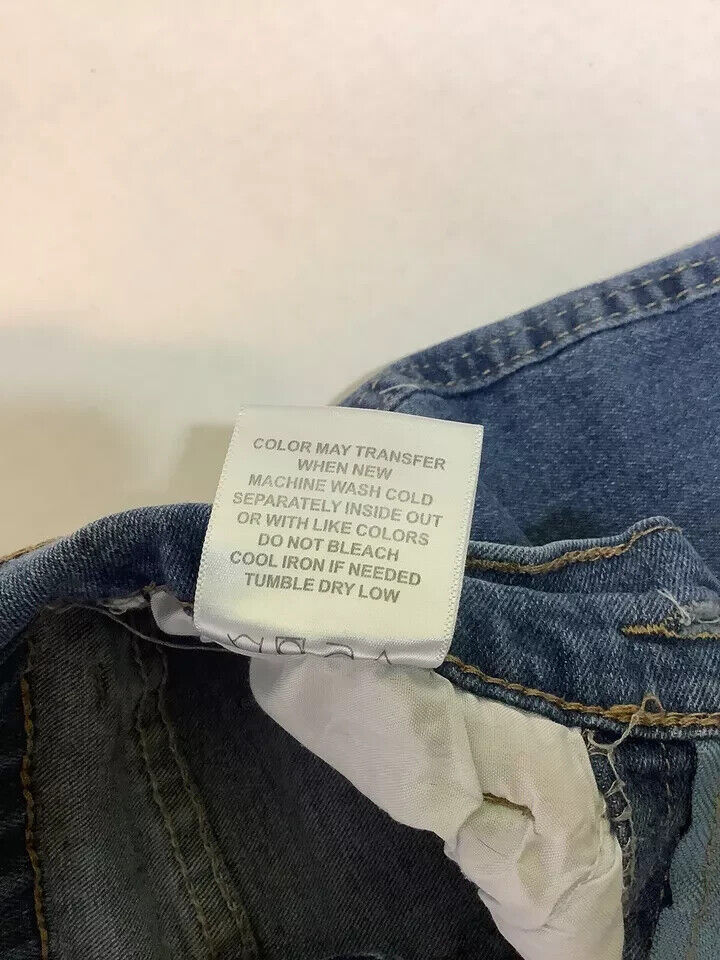 COLOR MAY TRANSFER
WHEN NEW
MACHINE WASH COLD
SEPARATELY INSIDE OUT
OR WITH LIKE COLORS
DO NOT BLEACH
COOL IRON IF NEEDED
TUMBLE DRY LOW